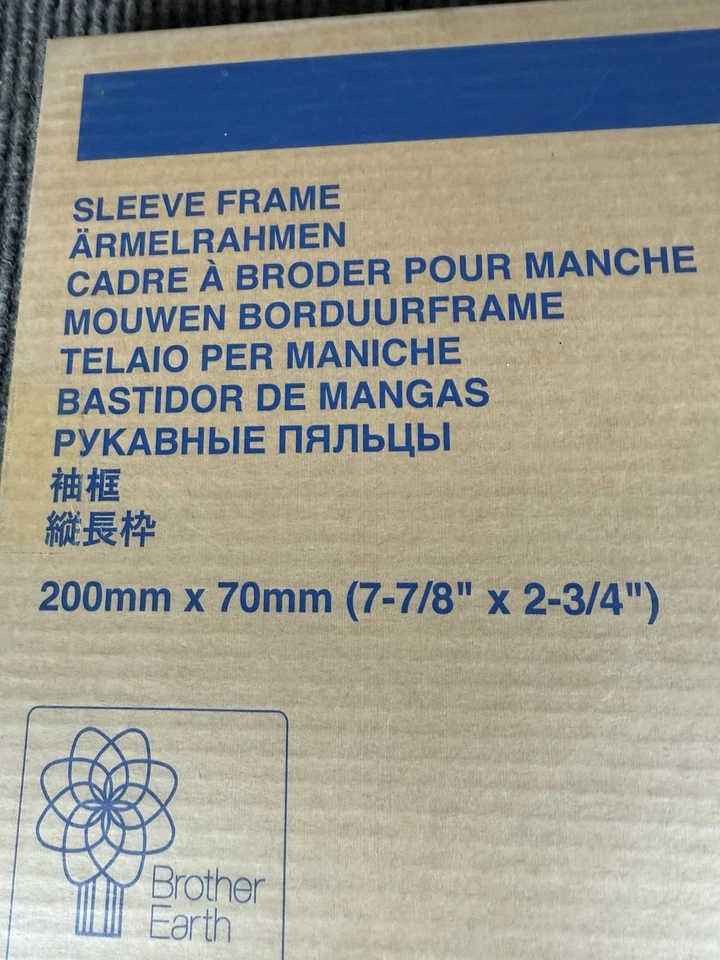 SLEEVE FRAME
ÄRMELRAHMEN
CADRE À BRODER POUR MANCHE
MOUWEN BORDUURFRAME
TELAIO PER MANICHE
BASTIDOR DE MANGAS
РУКАВНЫЕ ПЯЛЬЦЫ
袖框
縦長枠
200mm x 70mm (7-7/8" x 2-3/4")
Brother
Earth